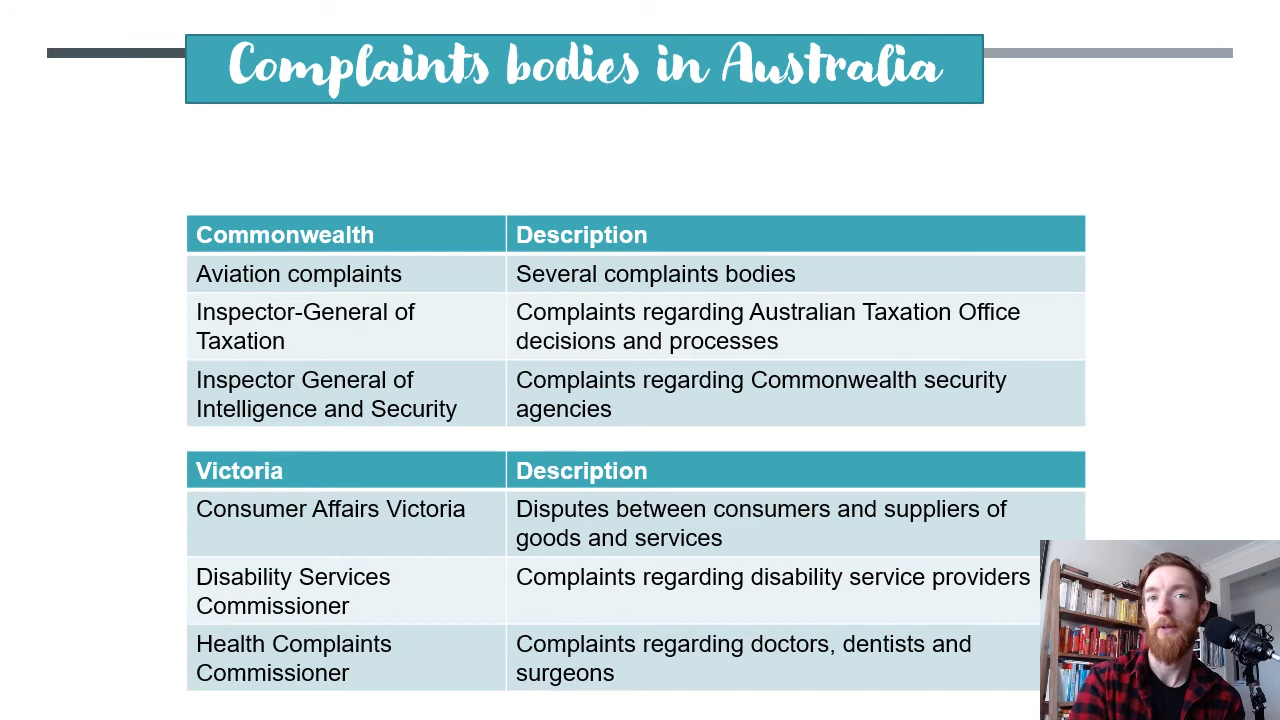 Complaints bodies in Australia
Commonwealth Description
Aviation complaints Several complaints bodies
Inspector-General of Complaints regarding Australian Taxation Office
Taxation decisions and processes
Inspector General of Complaints regarding Commonwealth security
Intelligence and Security agencies
Victoria Description
Consumer Affairs Victoria Disputes between consumers and suppliers of
goods and services
Disability Services Complaints regarding disability service providers
Commissioner
Health Complaints Complaints regarding doctors, dentists and
Commissioner surgeons